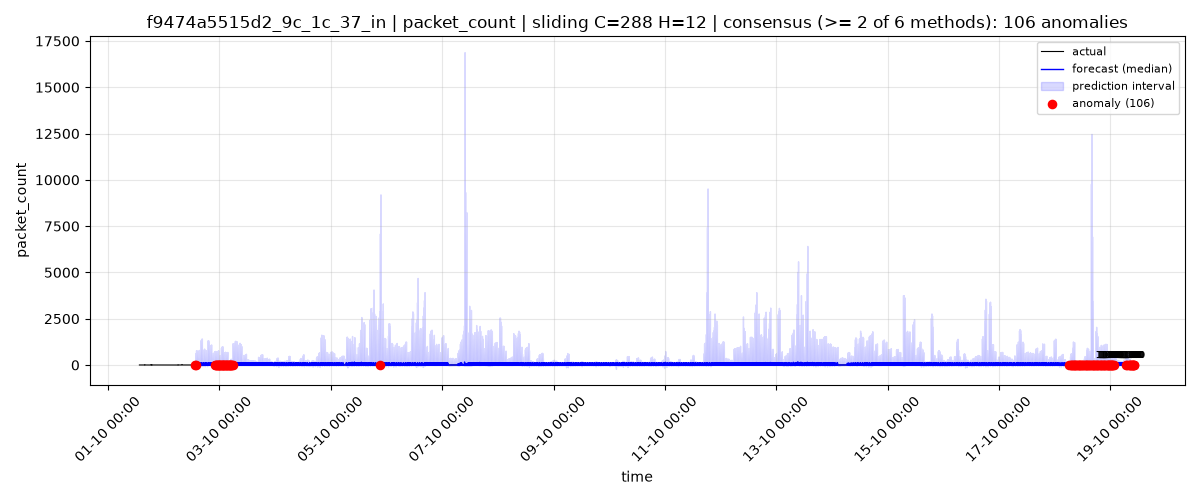 f9474a5515d2_9c_1c_37_in | packet_count | sliding C=288 H=12 | consensus (>= 2 of 6 methods): 106 anomalies
17500
15000
12500
10000
7500
5000
2500
0
packet_count
actual
forecast (median)
prediction interval
anomaly (106)
01-10 00:00
03-10 00:00
05-10 00:00
07-10 00:00
09-10 00:00
11-10 00:00
13-10 00:00
15-10 00:00
17-10 00:00
19-10 00:00
time